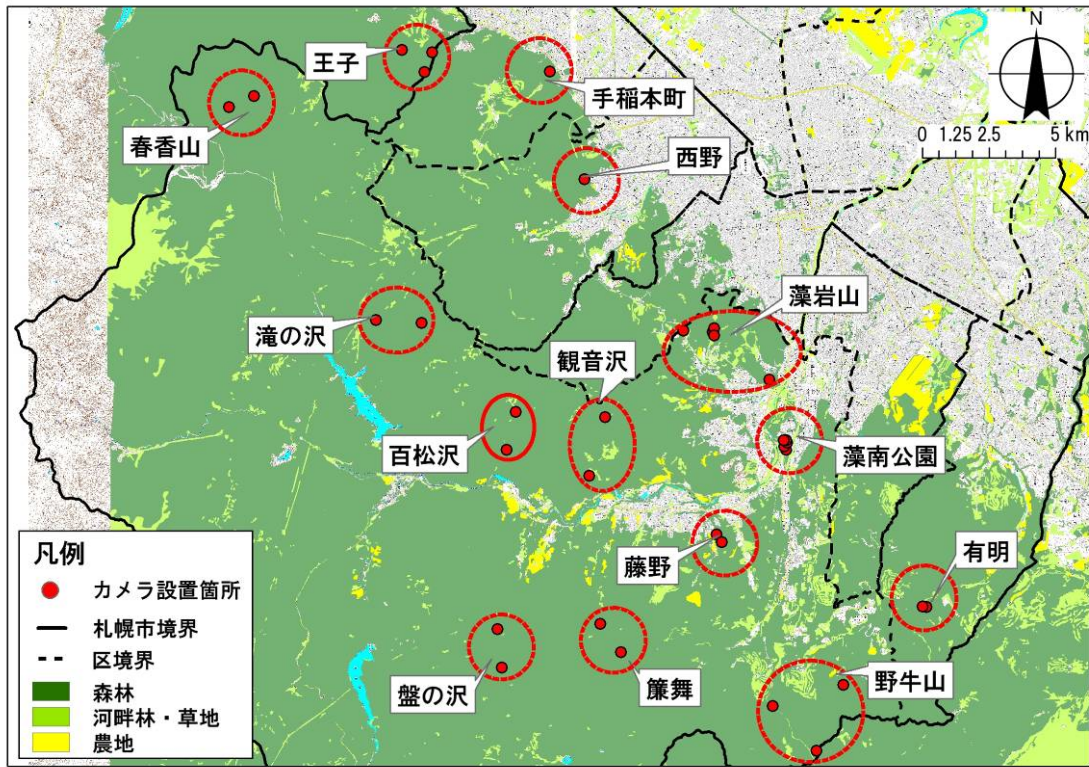 王子
手稲本町
春香山
西野
N
0 1.25 2.5 5 km
滝の沢
藻岩山
観音沢
百松沢
藻南公園
藤野
有明
盤の沢
簾舞
野牛山
凡例
カメラ設置箇所
札幌市境界
区境界
森林
河畔林・草地
農地